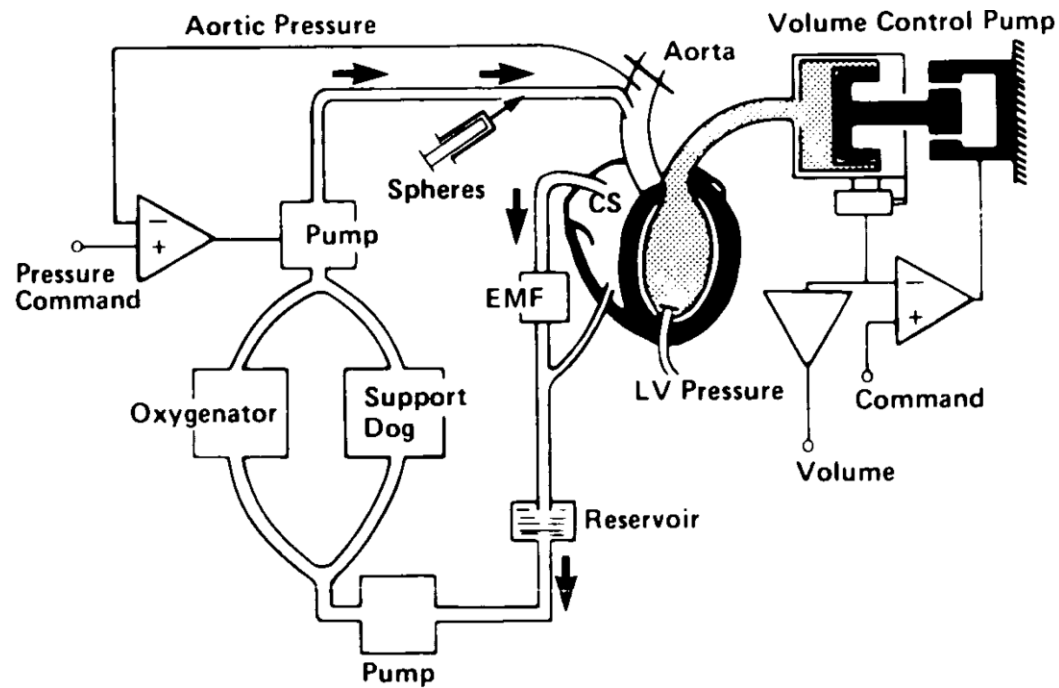 Aortic Pressure
Volume Control Pump
Aorta
Spheres
CS
Pump
Pressure
Command
−
+
EMF
LV Pressure
−
+
Command
Volume
Oxygenator
Support
Dog
Reservoir
Pump